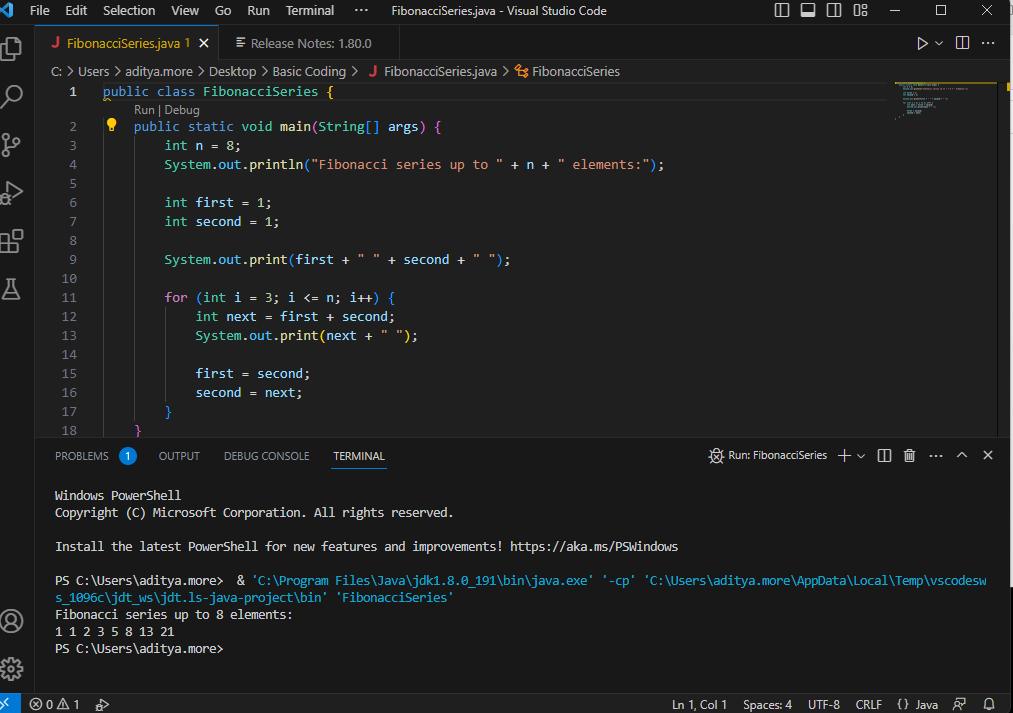 File Edit Selection View Go Run Terminal ··· FibonacciSeries.java - Visual Studio Code
J FibonacciSeries.java 1 Release Notes: 1.80.0
C: > Users > aditya.more > Desktop > Basic Coding > J FibonacciSeries.java > FibonacciSeries
1 public class FibonacciSeries {
Run | Debug
2 public static void main(String[] args) {
3 int n = 8;
4 System.out.println("Fibonacci series up to " + n + " elements:");
5
6 int first = 1;
7 int second = 1;
8
9 System.out.print(first + " " + second + " ");
10
11 for (int i = 3; i <= n; i++) {
12 int next = first + second;
13 System.out.print(next + " ");
14
15 first = second;
16 second = next;
17 }
18 }
PROBLEMS 1 OUTPUT DEBUG CONSOLE TERMINAL Run: FibonacciSeries
Windows PowerShell
Copyright (C) Microsoft Corporation. All rights reserved.
Install the latest PowerShell for new features and improvements! https://aka.ms/PSWindows
PS C:\Users\aditya.more> & 'C:\Program Files\Java\jdk1.8.0_191\bin\java.exe' '-cp' 'C:\Users\aditya.more\AppData\Local\Temp\vscodesw
s_1096c\jdt_ws\jdt.ls-java-project\bin' 'FibonacciSeries'
Fibonacci series up to 8 elements:
1 1 2 3 5 8 13 21
PS C:\Users\aditya.more>
0 1 Ln 1, Col 1 Spaces: 4 UTF-8 CRLF {} Java